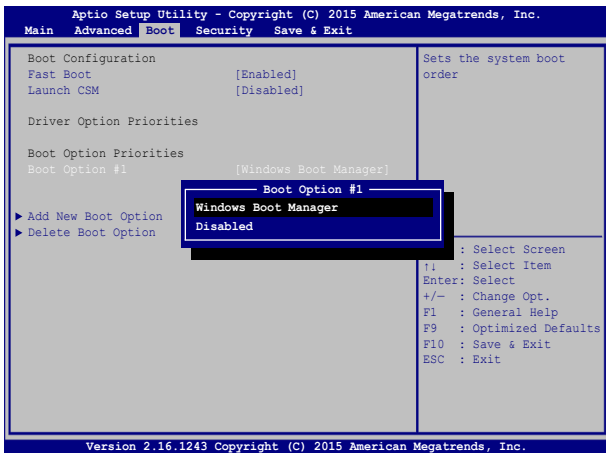 Aptio Setup Utility - Copyright (C) 2015 American Megatrends, Inc.
Main Advanced Boot Security Save & Exit
Boot Configuration
Fast Boot [Enabled]
Launch CSM [Disabled]
Driver Option Priorities
Boot Option Priorities
Boot Option #1 [Windows Boot Manager]
Add New Boot Option
Delete Boot Option
Boot Option #1
Windows Boot Manager
Disabled
Sets the system boot
order
: Select Screen
↑↓ : Select Item
Enter: Select
+/— : Change Opt.
F1 : General Help
F9 : Optimized Defaults
F10 : Save & Exit
ESC : Exit
Version 2.16.1243 Copyright (C) 2015 American Megatrends, Inc.